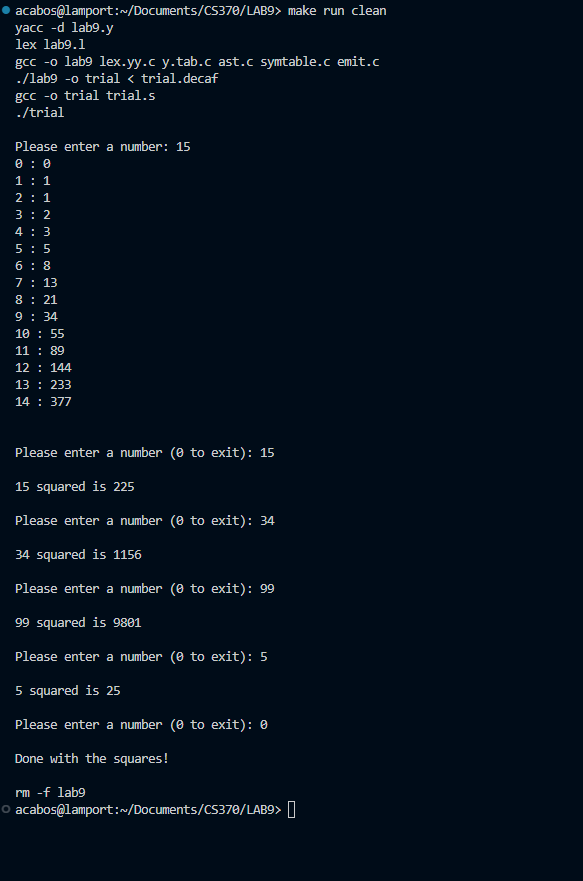 acabos@lamport:~/Documents/CS370/LAB9> make run clean
yacc -d lab9.y
lex lab9.l
gcc -o lab9 lex.yy.c y.tab.c ast.c symtable.c emit.c
./lab9 -o trial < trial.decaf
gcc -o trial trial.s
./trial
Please enter a number: 15
0 : 0
1 : 1
2 : 1
3 : 2
4 : 3
5 : 5
6 : 8
7 : 13
8 : 21
9 : 34
10 : 55
11 : 89
12 : 144
13 : 233
14 : 377
Please enter a number (0 to exit): 15
15 squared is 225
Please enter a number (0 to exit): 34
34 squared is 1156
Please enter a number (0 to exit): 99
99 squared is 9801
Please enter a number (0 to exit): 5
5 squared is 25
Please enter a number (0 to exit): 0
Done with the squares!
rm -f lab9
acabos@lamport:~/Documents/CS370/LAB9>